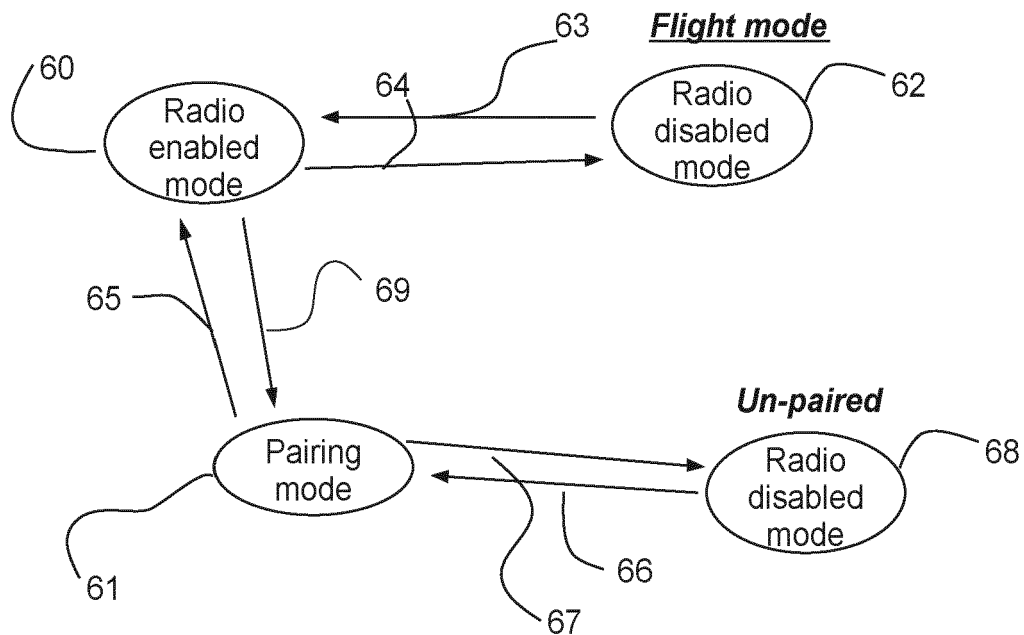 Flight mode
63
60
64
62
Radio
enabled
mode
Radio
disabled
mode
65
69
Un-paired
Pairing
mode
Radio
disabled
mode
68
61
66
67